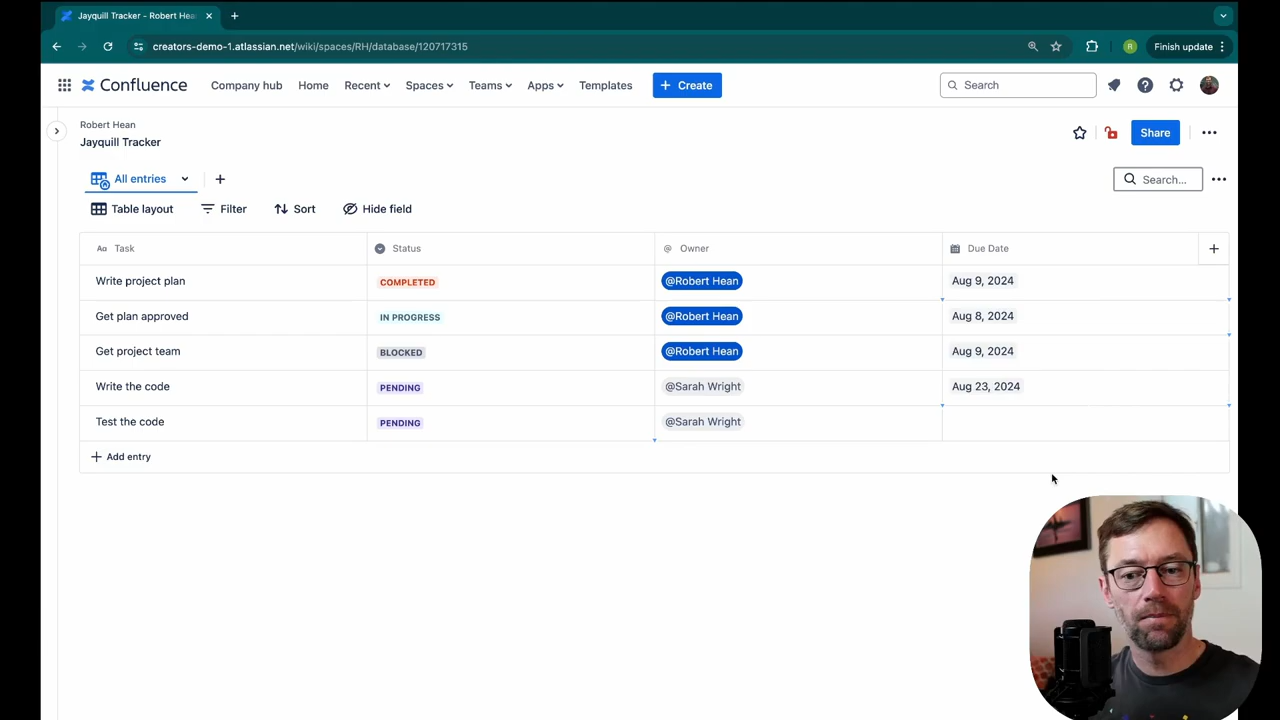 Jayquill Tracker - Robert Hea
creators-demo-1.atlassian.net/wiki/spaces/RH/database/120717315
R
Finish update
Confluence
Company hub
Home
Recent
Spaces
Teams
Apps
Templates
Create
Search
Robert Hean
Jayquill Tracker
Share
All entries
Search...
Table layout
Filter
Sort
Hide field
Aa Task
Status
@ Owner
Due Date
Write project plan
COMPLETED
@Robert Hean
Aug 9, 2024
Get plan approved
IN PROGRESS
@Robert Hean
Aug 8, 2024
Get project team
BLOCKED
@Robert Hean
Aug 9, 2024
Write the code
PENDING
@Sarah Wright
Aug 23, 2024
Test the code
PENDING
@Sarah Wright
Add entry